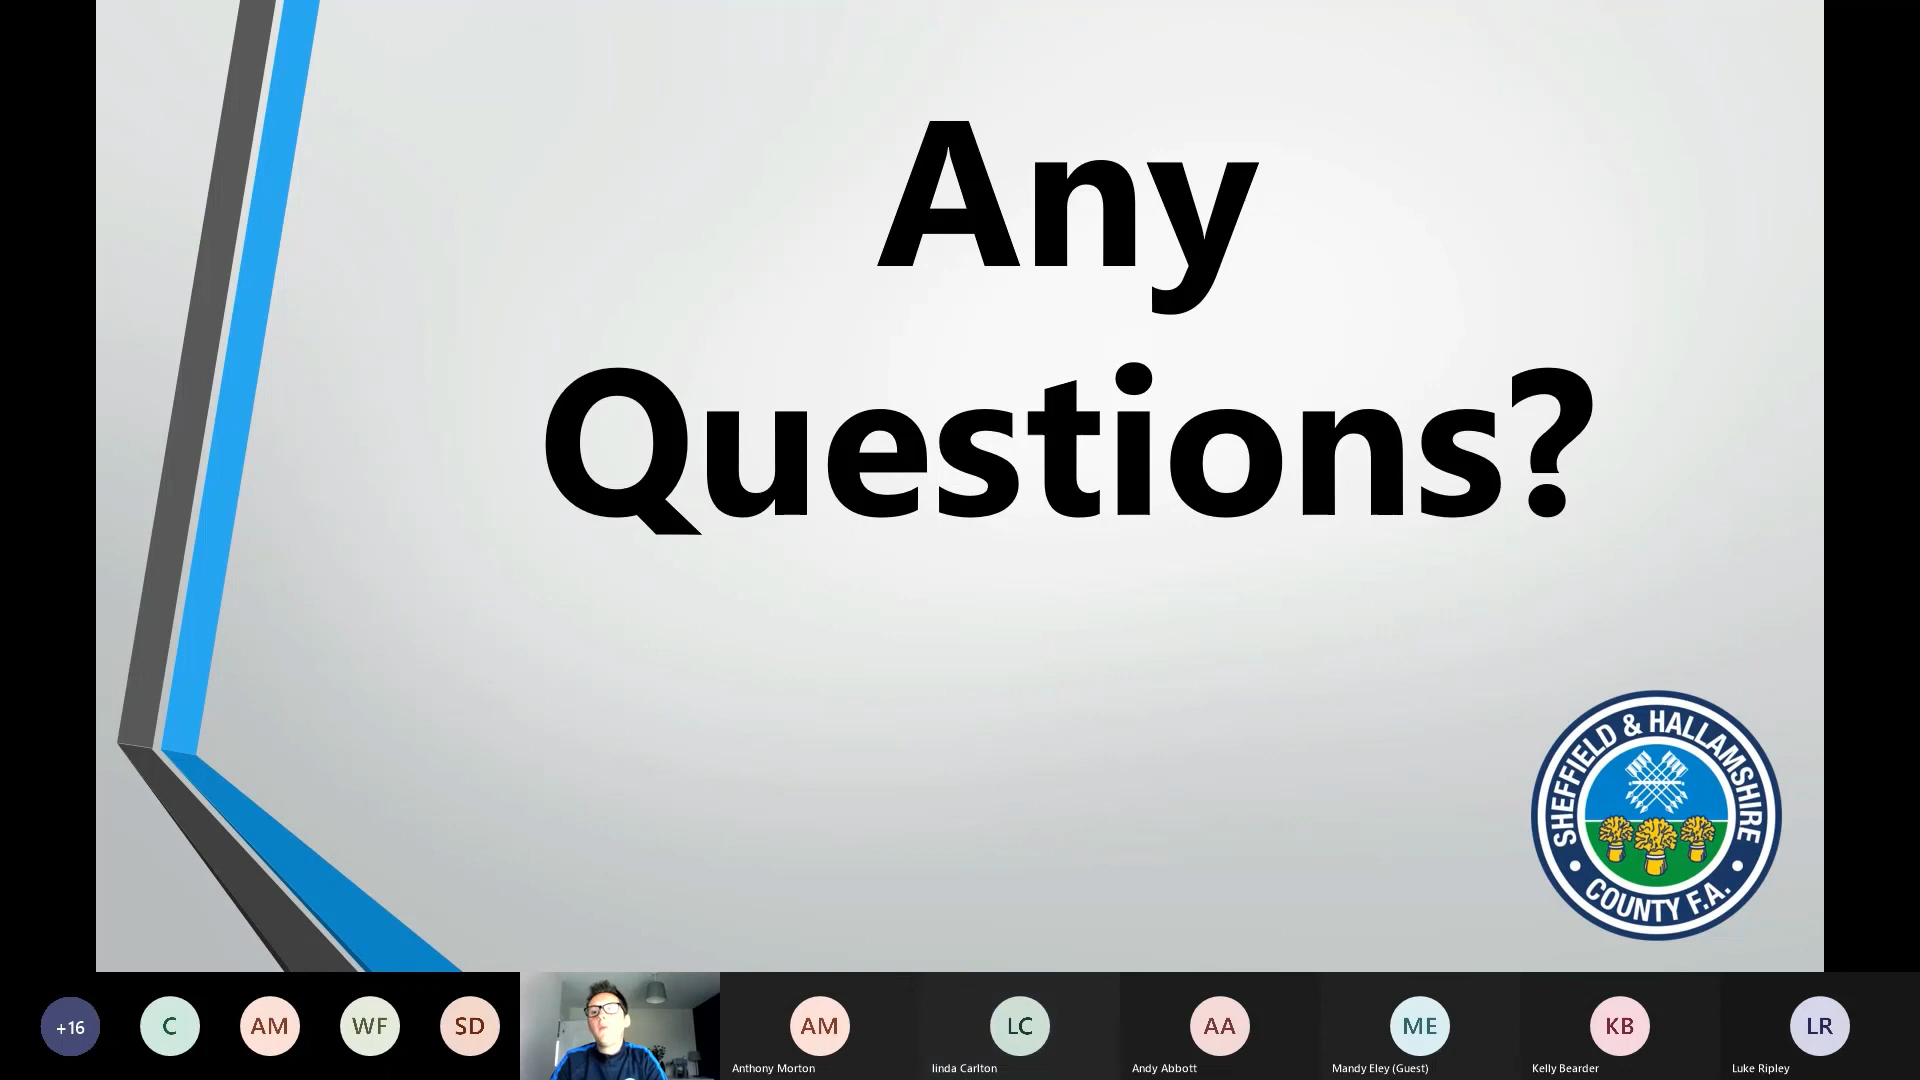 Any
Questions?
SHEFFIELD & HALLAMSHIRE
COUNTY F.A.
+16
C
AM
WF
SD
AM
Anthony Morton
LC
linda Carlton
AA
Andy Abbott
ME
Mandy Eley (Guest)
KB
Kelly Bearder
LR
Luke Ripley